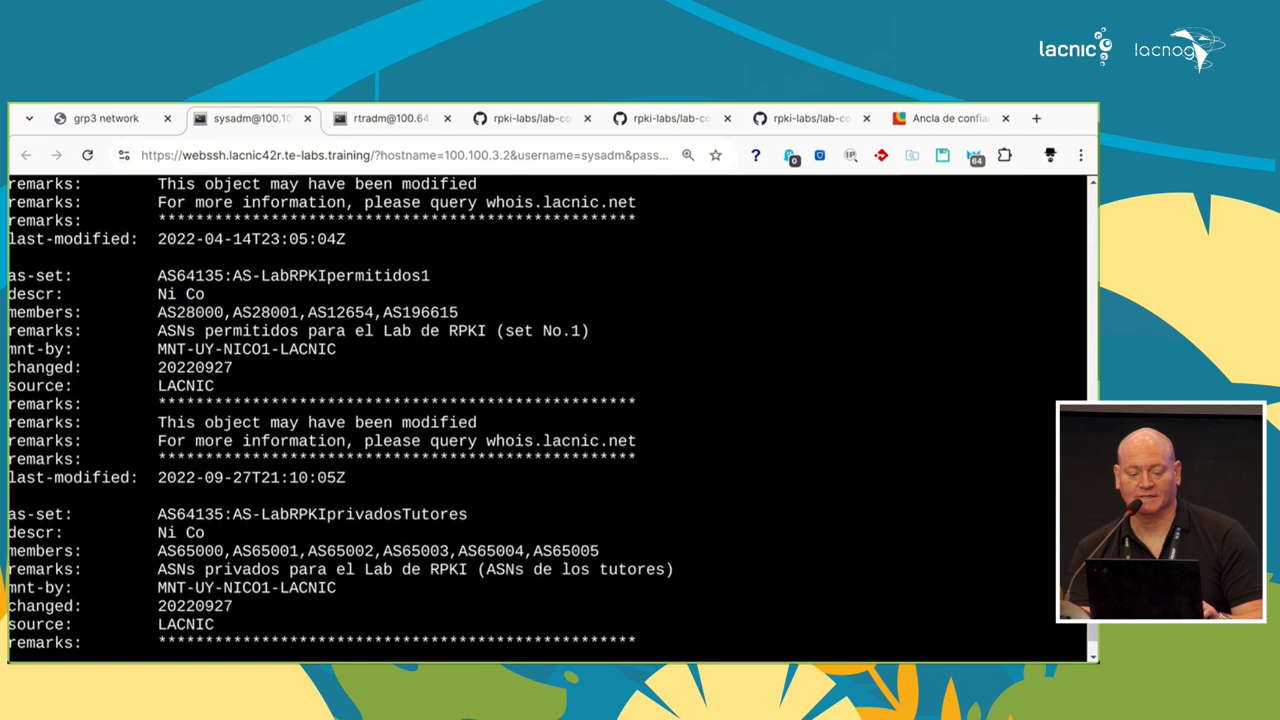 lacnic
lacnog
grp3 network
sysadm@100.10
rtradm@100.64.
rpki-labs/lab-co
rpki-labs/lab-co
rpki-labs/lab-co
Ancla de confia
https://webssh.lacnic42r.te-labs.training/?hostname=100.100.3.2&username=sysadm&pass...
?
0
IP
64
remarks: This object may have been modified
remarks: For more information, please query whois.lacnic.net
remarks: ***************************************************
last-modified: 2022-04-14T23:05:04Z
as-set: AS64135:AS-LabRPKIpermitidos1
descr: Ni Co
members: AS28000,AS28001,AS12654,AS196615
remarks: ASNs permitidos para el Lab de RPKI (set No.1)
mnt-by: MNT-UY-NICO1-LACNIC
changed: 20220927
source: LACNIC
remarks: ***************************************************
remarks: This object may have been modified
remarks: For more information, please query whois.lacnic.net
remarks: ***************************************************
last-modified: 2022-09-27T21:10:05Z
as-set: AS64135:AS-LabRPKIprivadosTutores
descr: Ni Co
members: AS65000,AS65001,AS65002,AS65003,AS65004,AS65005
remarks: ASNs privados para el Lab de RPKI (ASNs de los tutores)
mnt-by: MNT-UY-NICO1-LACNIC
changed: 20220927
source: LACNIC
remarks: ***************************************************